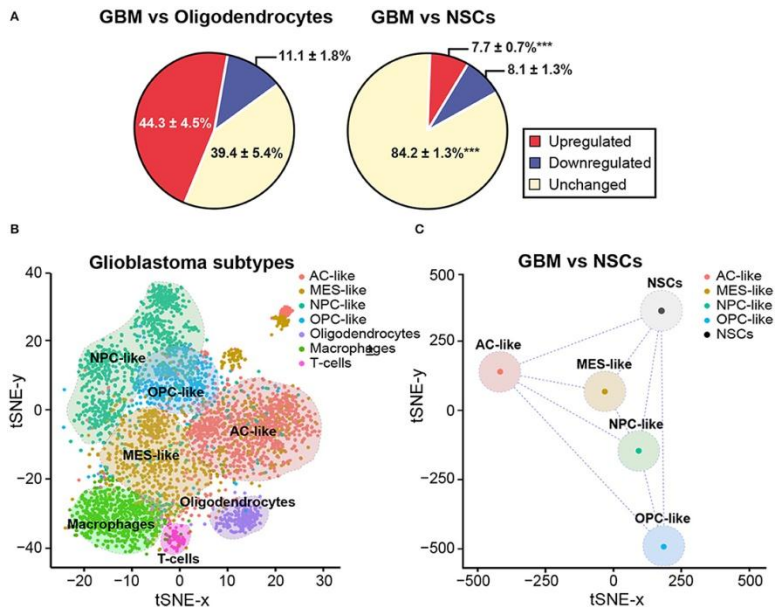 A
GBM vs Oligodendrocytes
GBM vs NSCs
11.1 ± 1.8%
44.3 ± 4.5%
39.4 ± 5.4%
7.7 ± 0.7%***
8.1 ± 1.3%
84.2 ± 1.3%***
Upregulated
Downregulated
Unchanged
B
Glioblastoma subtypes
AC-like
MES-like
NPC-like
OPC-like
Oligodendrocytes
Macrophages
T-cells
tSNE-y
40
20
0
−20
−40
NPC-like
OPC-like
AC-like
MES-like
Oligodendrocytes
Macrophages
T-cells
−20
−10
0
10
20
30
tSNE-x
C
GBM vs NSCs
AC-like
MES-like
NPC-like
OPC-like
NSCs
tSNE-y
500
250
0
−250
−500
NSCs
AC-like
MES-like
NPC-like
OPC-like
−500
−250
0
250
500
tSNE-x